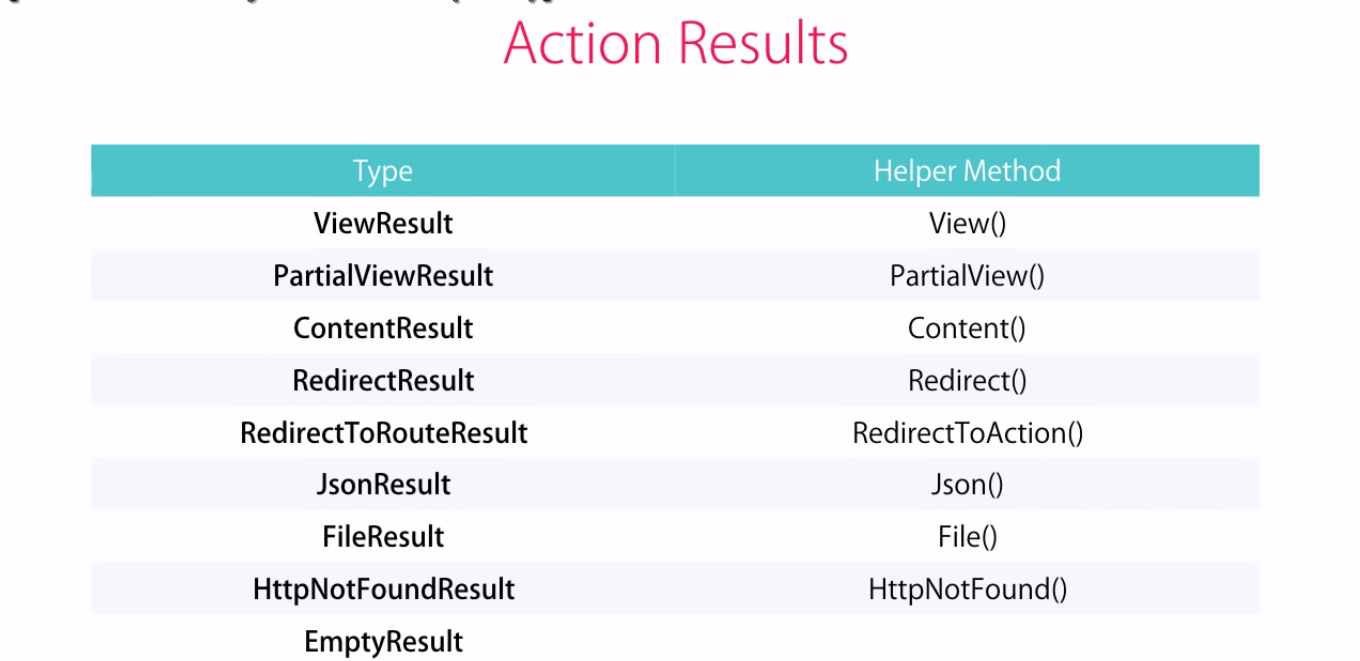 Action Results
Type Helper Method
ViewResult View()
PartialViewResult PartialView()
ContentResult Content()
RedirectResult Redirect()
RedirectToRouteResult RedirectToAction()
JsonResult Json()
FileResult File()
HttpNotFoundResult HttpNotFound()
EmptyResult